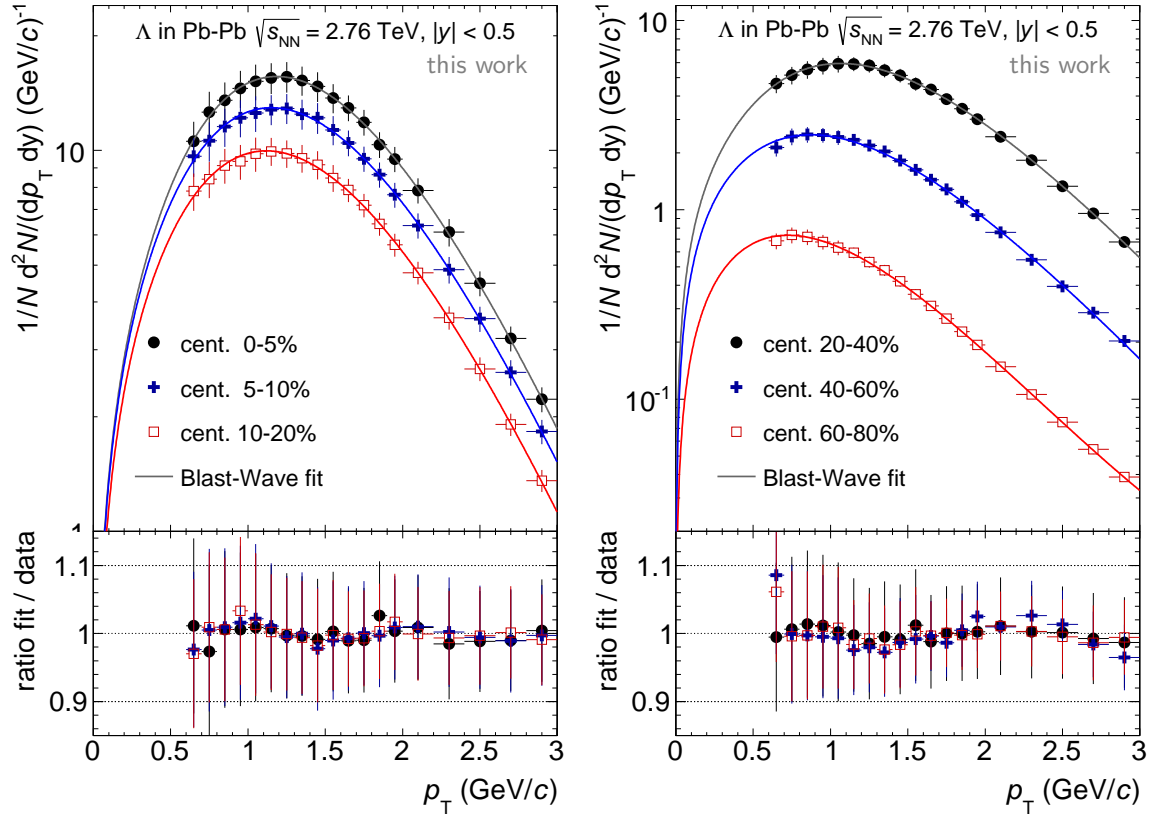 Λ in Pb-Pb √sNN = 2.76 TeV, |y| < 0.5
this work
1/N d²N/(dpT dy) (GeV/c)⁻¹
10
1
cent. 0-5%
cent. 5-10%
cent. 10-20%
Blast-Wave fit
ratio fit / data
1.1
1
0.9
0 0.5 1 1.5 2 2.5 3
pT (GeV/c)
Λ in Pb-Pb √sNN = 2.76 TeV, |y| < 0.5
this work
1/N d²N/(dpT dy) (GeV/c)⁻¹
10
1
10⁻¹
cent. 20-40%
cent. 40-60%
cent. 60-80%
Blast-Wave fit
ratio fit / data
1.1
1
0.9
0 0.5 1 1.5 2 2.5 3
pT (GeV/c)